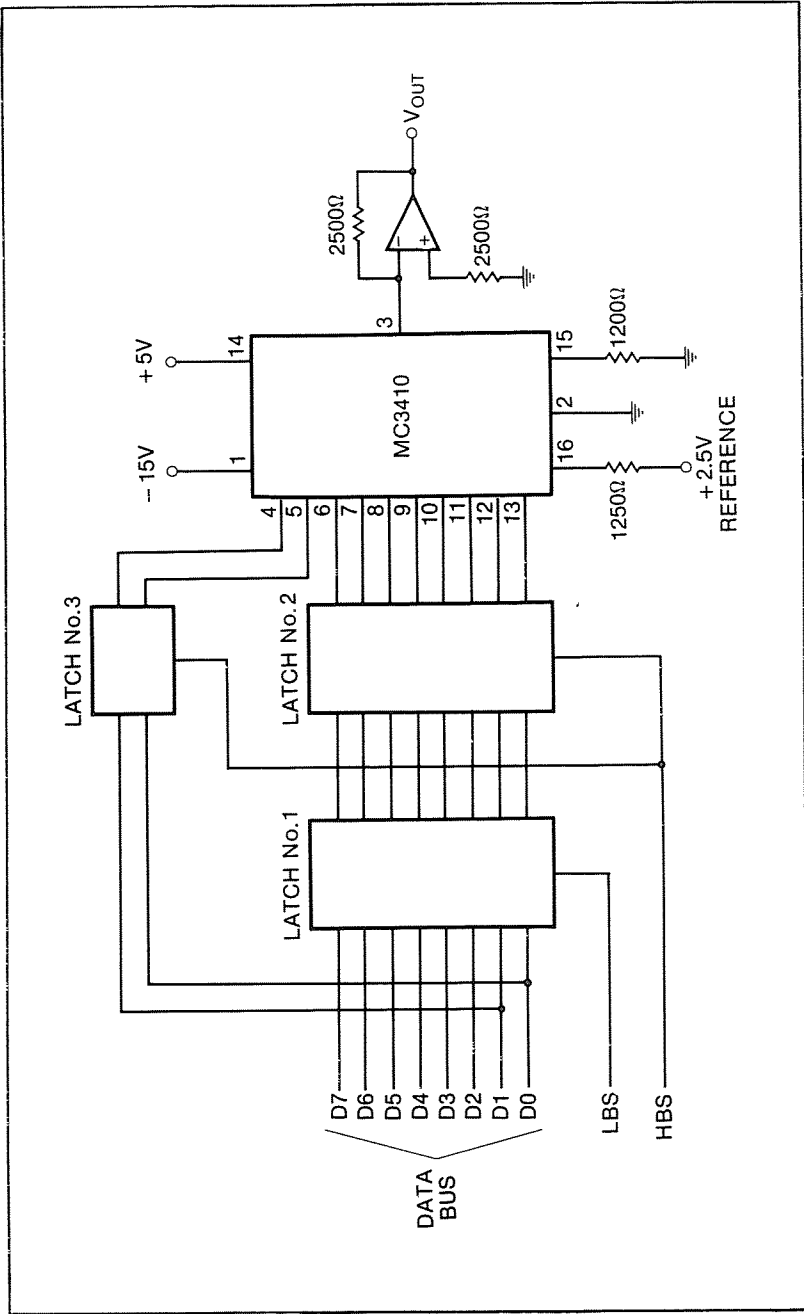 LATCH No.3
-15V
+5V
1
14
4
5
6
7
8
9
10
11
12
13
MC3410
3
2500Ω
−
+
2500Ω
VOUT
16
2
15
1250Ω
1200Ω
+2.5V
REFERENCE
LATCH No.1
LATCH No.2
DATA
BUS
D7
D6
D5
D4
D3
D2
D1
D0
LBS
HBS